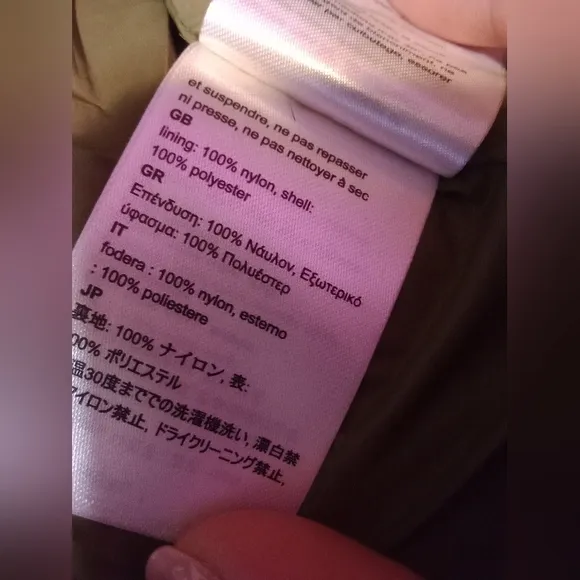 et suspendre, ne pas repasser
ni presse, ne pas nettoyer à sec
GB
lining: 100% nylon, shell:
100% polyester
GR
Επένδυση: 100% Νάυλον, Εξωτερικό
ύφασμα: 100% Πολυέστερ
IT
fodera : 100% nylon, esterno
: 100% poliestere
JP
裏地: 100% ナイロン, 表:
00% ポリエステル
温30度までの洗濯機洗い, 漂白禁
アイロン禁止, ドライクリーニング禁止,